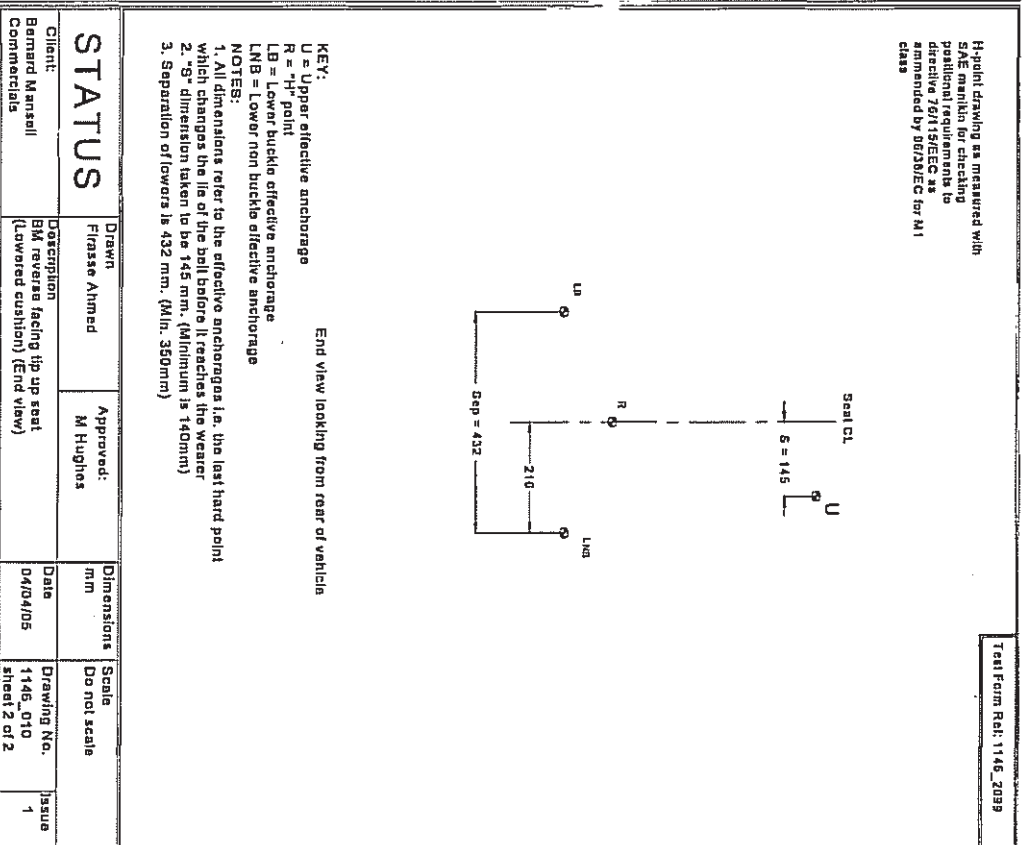 H-point drawing as measured with
SAE manikin for checking
positional requirements to
directive 76/115/EEC as
ammended by 96/38/EC for M1
class
Test Form Ref: 1146_2099
Seat CL
S = 145
U
R
210
LB
LNB
Sep = 432
End view looking from rear of vehicle
KEY:
U = Upper effective anchorage
R = "H" point
LB = Lower buckle effective anchorage
LNB = Lower non buckle effective anchorage
NOTES:
1. All dimensions refer to the effective anchorages i.e. the last hard point
which changes the lie of the belt before it reaches the wearer
2. "S" dimension taken to be 145 mm. (Minimum is 140mm)
3. Separation of lowers is 432 mm. (Min. 350mm)
STATUS
Drawn
Firasse Ahmed
Approved:
M Hughes
Dimensions
mm
Scale
Do not scale
Client:
Bernard Mansell
Commercials
Description
BM reverse facing tip up seat
(Lowered cushion) (End view)
Date
04/04/05
Drawing No.
1146_010
sheet 2 of 2
Issue
1